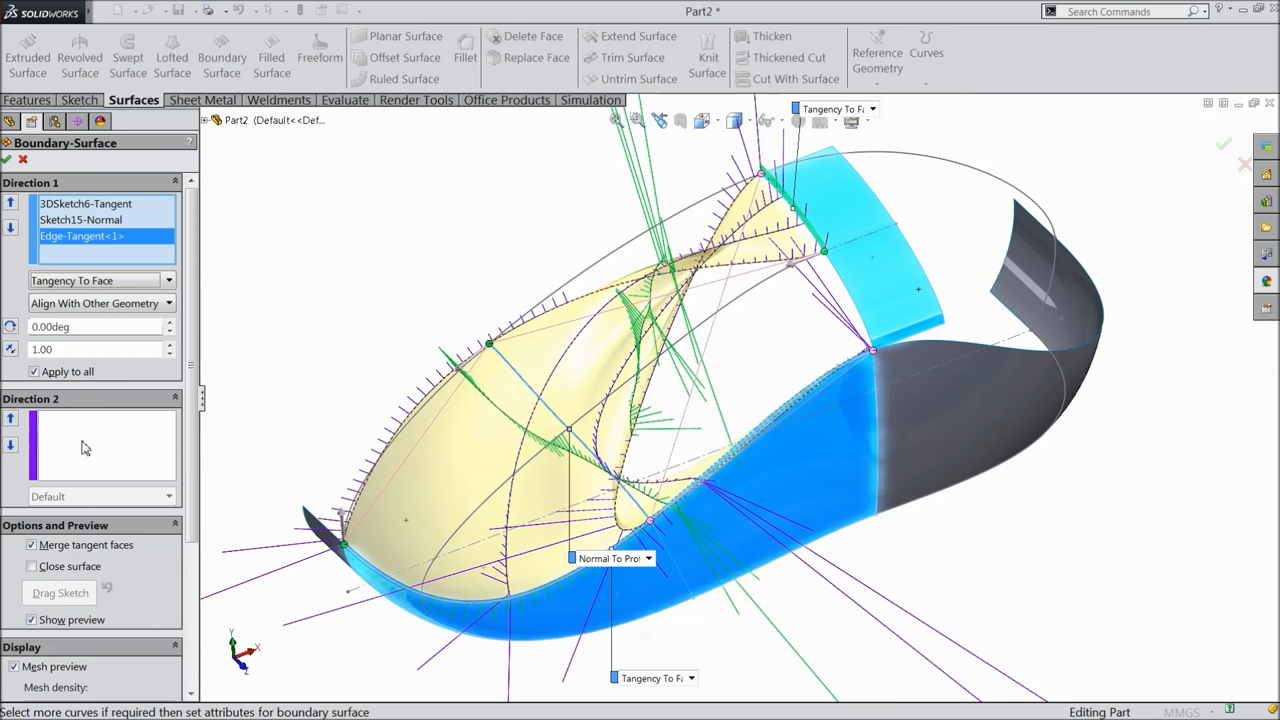 SOLIDWORKS
Part2 *
Search Commands
Extruded Surface
Revolved Surface
Swept Surface
Lofted Surface
Boundary Surface
Filled Surface
Freeform
Planar Surface
Offset Surface
Ruled Surface
Fillet
Delete Face
Replace Face
Extend Surface
Trim Surface
Untrim Surface
Knit Surface
Thicken
Thickened Cut
Cut With Surface
Reference Geometry
Curves
Features
Sketch
Surfaces
Sheet Metal
Weldments
Evaluate
Render Tools
Office Products
Simulation
Part2 (Default<<Def...
Tangency To Fa
Boundary-Surface
?
Direction 1
3DSketch6-Tangent
Sketch15-Normal
Edge-Tangent<1>
Tangency To Face
Align With Other Geometry
0.00deg
1.00
Apply to all
Direction 2
Default
Options and Preview
Merge tangent faces
Close surface
Drag Sketch
Show preview
Display
Mesh preview
Mesh density:
Normal To Prof
Tangency To Fa
Y
X
Z
Select more curves if required then set attributes for boundary surface
Editing Part
MMGS